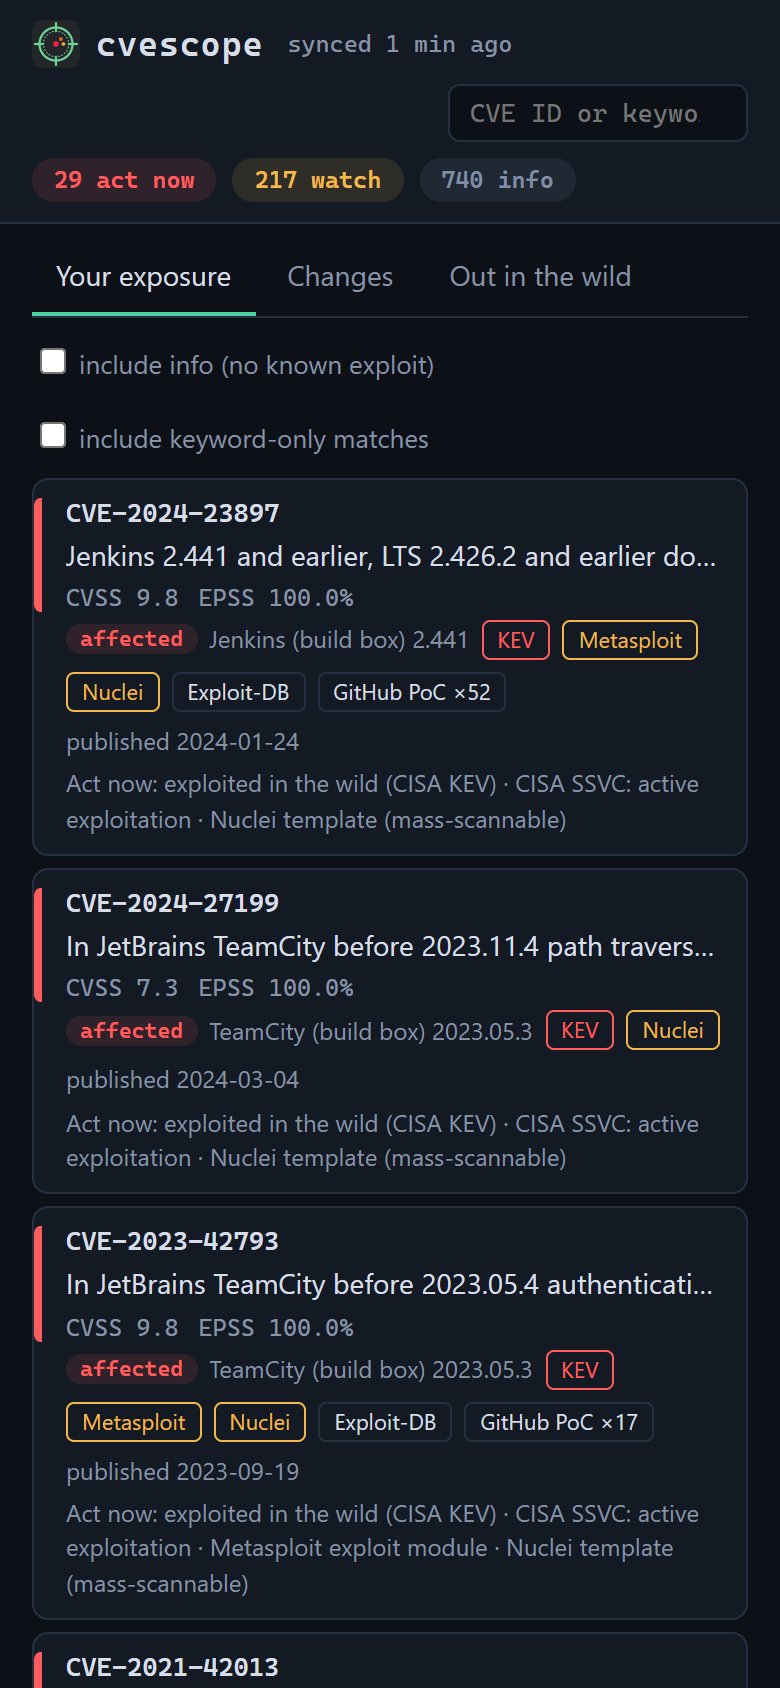 cvescope synced 1 min ago
CVE ID or keywo
29 act now 217 watch 740 info
Your exposure Changes Out in the wild
include info (no known exploit)
include keyword-only matches
CVE-2024-23897
Jenkins 2.441 and earlier, LTS 2.426.2 and earlier do...
CVSS 9.8 EPSS 100.0%
affected Jenkins (build box) 2.441 KEV Metasploit
Nuclei Exploit-DB GitHub PoC ×52
published 2024-01-24
Act now: exploited in the wild (CISA KEV) · CISA SSVC: active
exploitation · Nuclei template (mass-scannable)
CVE-2024-27199
In JetBrains TeamCity before 2023.11.4 path travers...
CVSS 7.3 EPSS 100.0%
affected TeamCity (build box) 2023.05.3 KEV Nuclei
published 2024-03-04
Act now: exploited in the wild (CISA KEV) · CISA SSVC: active
exploitation · Nuclei template (mass-scannable)
CVE-2023-42793
In JetBrains TeamCity before 2023.05.4 authenticati...
CVSS 9.8 EPSS 100.0%
affected TeamCity (build box) 2023.05.3 KEV
Metasploit Nuclei Exploit-DB GitHub PoC ×17
published 2023-09-19
Act now: exploited in the wild (CISA KEV) · CISA SSVC: active
exploitation · Metasploit exploit module · Nuclei template
(mass-scannable)
CVE-2021-42013